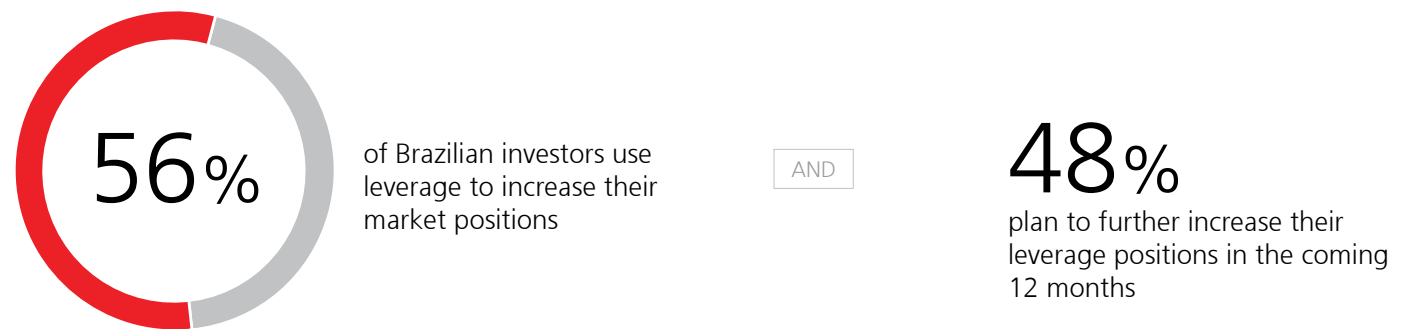 56%
of Brazilian investors use
leverage to increase their
market positions
AND
48%
plan to further increase their
leverage positions in the coming
12 months